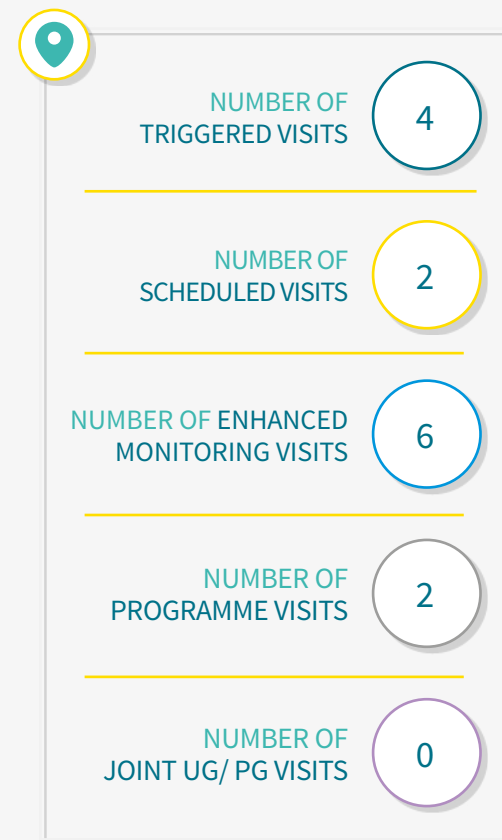 NUMBER OF
TRIGGERED VISITS
4
NUMBER OF
SCHEDULED VISITS
2
NUMBER OF ENHANCED
MONITORING VISITS
6
NUMBER OF
PROGRAMME VISITS
2
NUMBER OF
JOINT UG/ PG VISITS
0